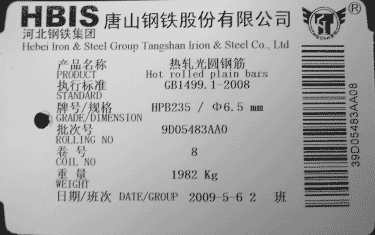 HBIS 唐山钢铁股份有限公司
河北钢铁集团
Hebei Iron & Steel Group Tangshan Irion & Steel Co., Ltd
产品名称 热轧光圆钢筋
PRODUCT Hot rolled plain bars
执行标准 GB1499.1-2008
STANDARD
牌号/规格 HPB235 / Φ6.5 mm
GRADE/DIMENSION
批次号 9D05483AA0
ROLLING NO
卷号 8
COIL NO
重量 1982 Kg
WEIGHT
日期/班次 DATE/GROUP 2009-5-6 2 班
39D05483AA08
®